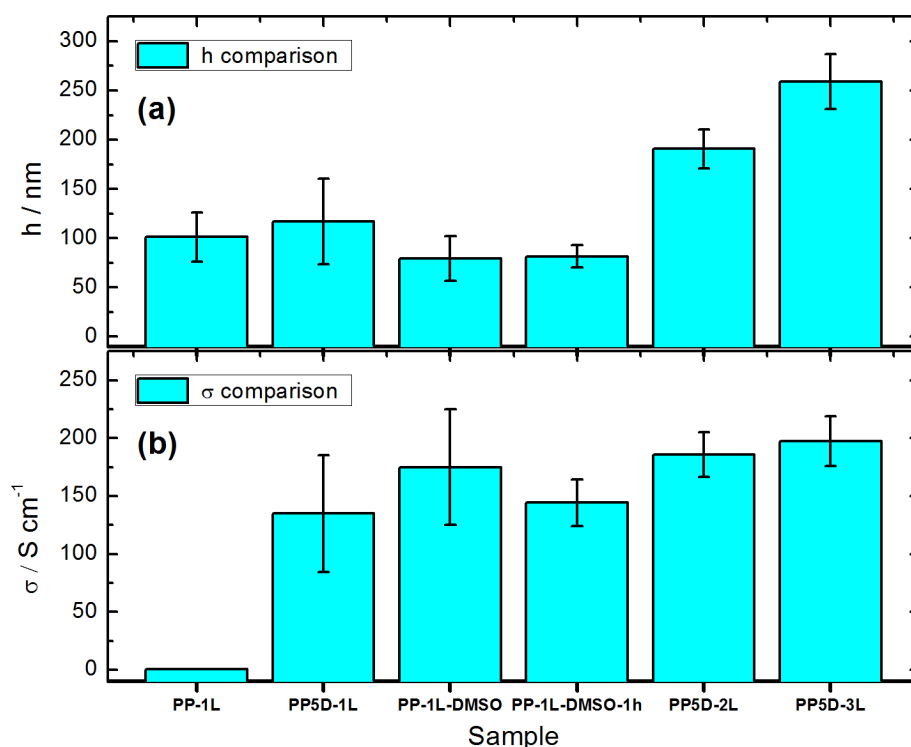 h comparison
(a)
300
250
200
150
100
50
0
h / nm
σ comparison
(b)
250
200
150
100
50
0
σ / S cm⁻¹
PP-1L PP5D-1L PP-1L-DMSO PP-1L-DMSO-1h PP5D-2L PP5D-3L
Sample